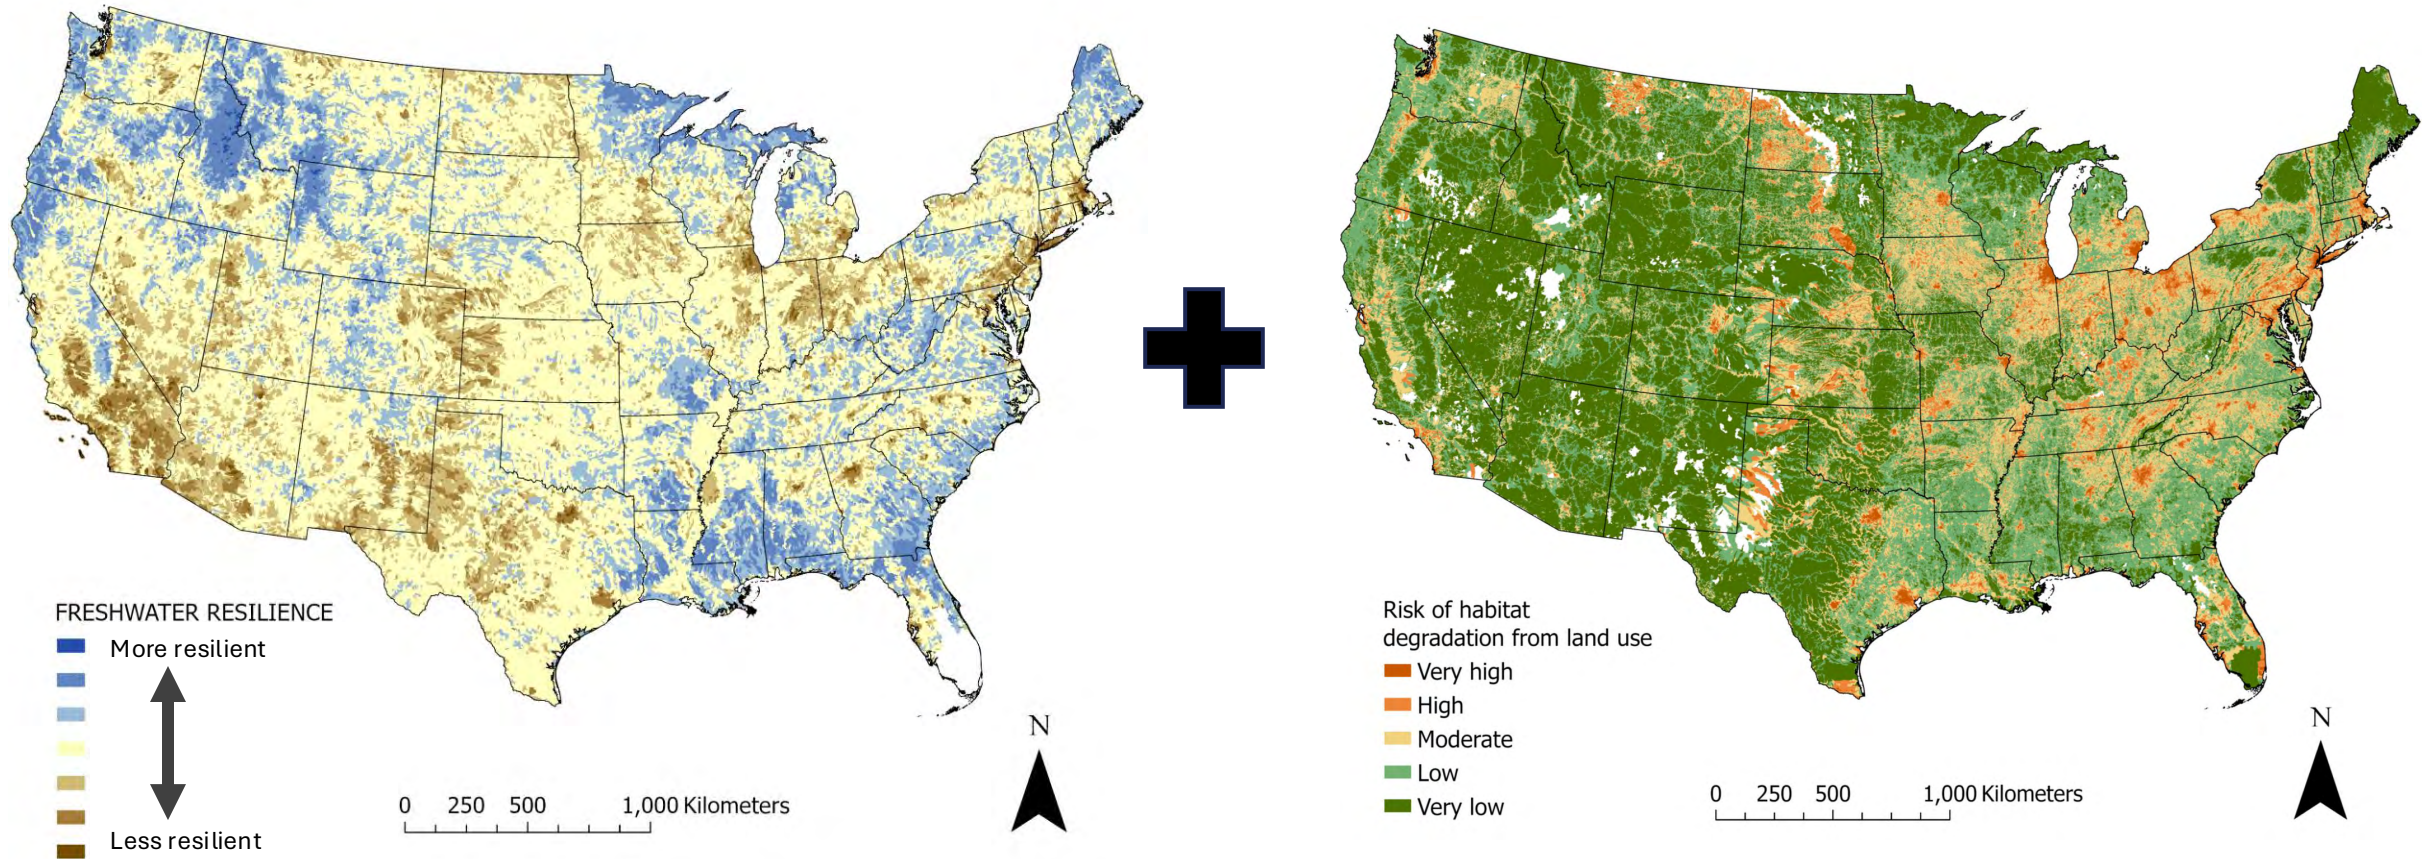 FRESHWATER RESILIENCE
More resilient
Less resilient
0 250 500 1,000 Kilometers
N
Risk of habitat
degradation from land use
Very high
High
Moderate
Low
Very low
0 250 500 1,000 Kilometers
N